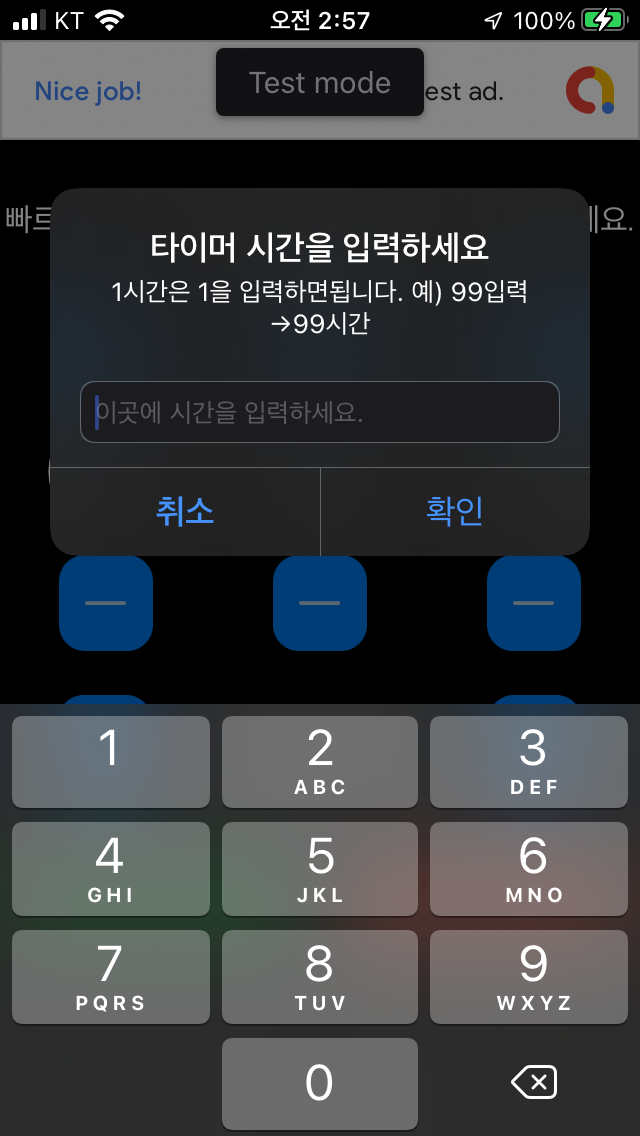 KT 오전 2:57 100%
Nice job! Test mode est ad.
빠르 게요.
타이머 시간을 입력하세요
1시간은 1을 입력하면됩니다. 예) 99입력
→99시간
이곳에 시간을 입력하세요.
취소 확인
1 2 3
ABC DEF
4 5 6
GHI JKL MNO
7 8 9
PQRS TUV WXYZ
0